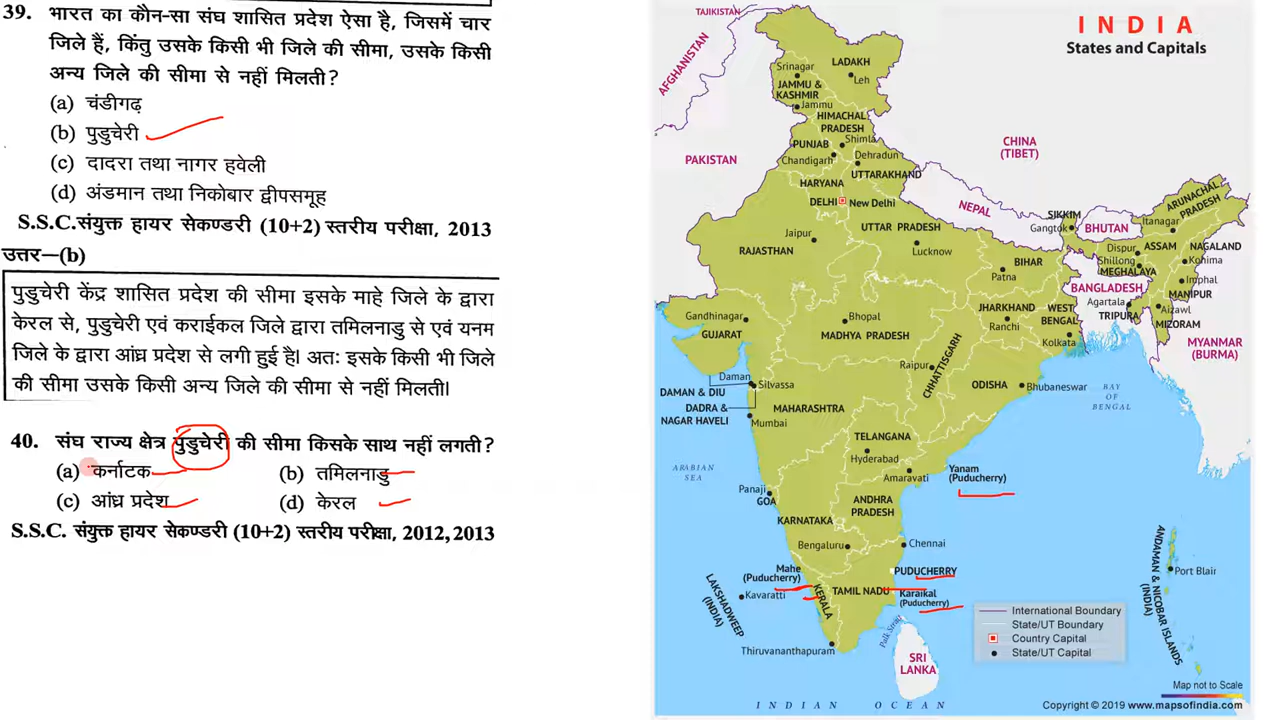 39. भारत का कौन-सा संघ शासित प्रदेश ऐसा है, जिसमें चार
जिले हैं, किंतु उसके किसी भी जिले की सीमा, उसके किसी
अन्य जिले की सीमा से नहीं मिलती?
(a) चंडीगढ़
(b) पुडुचेरी
(c) दादरा तथा नागर हवेली
(d) अंडमान तथा निकोबार द्वीपसमूह
S.S.C.संयुक्त हायर सेकण्डरी (10+2) स्तरीय परीक्षा, 2013
उत्तर—(b)
पुडुचेरी केंद्र शासित प्रदेश की सीमा इसके माहे जिले के द्वारा
केरल से, पुडुचेरी एवं कराईकल जिले द्वारा तमिलनाडु से एवं यनम
जिले के द्वारा आंध्र प्रदेश से लगी हुई है। अतः इसके किसी भी जिले
की सीमा उसके किसी अन्य जिले की सीमा से नहीं मिलती।
40. संघ राज्य क्षेत्र पुडुचेरी की सीमा किसके साथ नहीं लगती?
(a) कर्नाटक (b) तमिलनाडु
(c) आंध्र प्रदेश (d) केरल
S.S.C. संयुक्त हायर सेकण्डरी (10+2) स्तरीय परीक्षा, 2012, 2013
INDIA
States and Capitals
TAJIKISTAN
AFGHANISTAN
LADAKH
Srinagar
Leh
JAMMU &
KASHMIR
Jammu
HIMACHAL
PRADESH
Shimla
PUNJAB
Chandigarh
Dehradun
UTTARAKHAND
CHINA
(TIBET)
PAKISTAN
HARYANA
DELHI
New Delhi
NEPAL
SIKKIM
Gangtok
BHUTAN
ARUNACHAL
PRADESH
Itanagar
Jaipur
RAJASTHAN
UTTAR PRADESH
Lucknow
BIHAR
Patna
Dispur
ASSAM
NAGALAND
Shillong
Kohima
MEGHALAYA
Imphal
BANGLADESH
MANIPUR
Agartala
Aizawl
TRIPURA
MIZORAM
Gandhinagar
GUJARAT
Bhopal
MADHYA PRADESH
JHARKHAND
Ranchi
WEST
BENGAL
Kolkata
MYANMAR
(BURMA)
Raipur
CHHATTISGARH
Daman
Silvassa
DAMAN & DIU
DADRA &
NAGAR HAVELI
MAHARASHTRA
Mumbai
ODISHA
Bhubaneswar
BAY
OF
BENGAL
TELANGANA
Hyderabad
ARABIAN
SEA
Amaravati
Yanam
(Puducherry)
Panaji
GOA
ANDHRA
PRADESH
KARNATAKA
Bengaluru
Chennai
Mahe
(Puducherry)
PUDUCHERRY
LAKSHADWEEP
(INDIA)
Kavaratti
KERALA
TAMIL NADU
Karaikal
(Puducherry)
Palk Strait
Thiruvananthapuram
SRI
LANKA
ANDAMAN & NICOBAR ISLANDS
(INDIA)
Port Blair
International Boundary
State/UT Boundary
Country Capital
State/UT Capital
Map not to Scale
INDIAN OCEAN
Copyright © 2019 www.mapsofindia.com